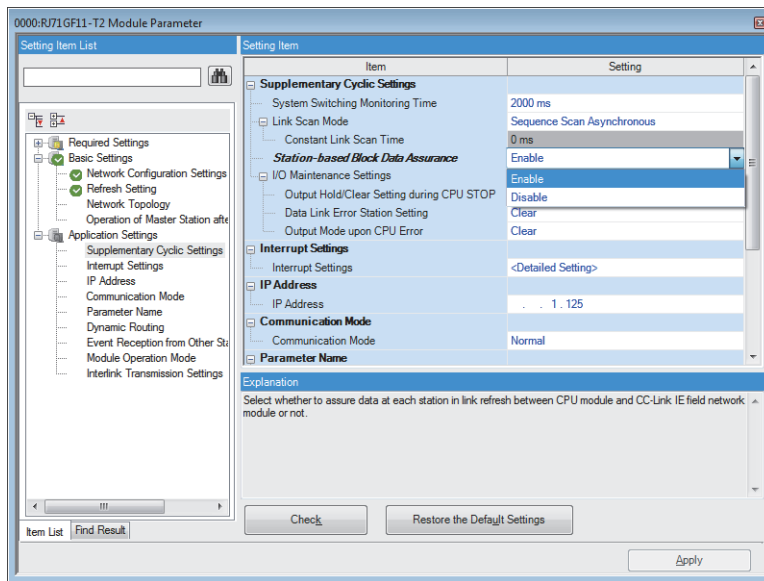 0000:RJ71GF11-T2 Module Parameter
Setting Item List
Required Settings
Basic Settings
Network Configuration Settings
Refresh Setting
Network Topology
Operation of Master Station afte
Application Settings
Supplementary Cyclic Settings
Interrupt Settings
IP Address
Communication Mode
Parameter Name
Dynamic Routing
Event Reception from Other Sta
Module Operation Mode
Interlink Transmission Settings
Item List Find Result
Setting Item
Item Setting
Supplementary Cyclic Settings
System Switching Monitoring Time 2000 ms
Link Scan Mode Sequence Scan Asynchronous
Constant Link Scan Time 0 ms
Station-based Block Data Assurance Enable
Enable
I/O Maintenance Settings
Disable
Output Hold/Clear Setting during CPU STOP
Data Link Error Station Setting Clear
Output Mode upon CPU Error Clear
Interrupt Settings
Interrupt Settings <Detailed Setting>
IP Address
IP Address . . 1 . 125
Communication Mode
Communication Mode Normal
Parameter Name
Explanation
Select whether to assure data at each station in link refresh between CPU module and CC-Link IE field network
module or not.
Check Restore the Default Settings
Apply